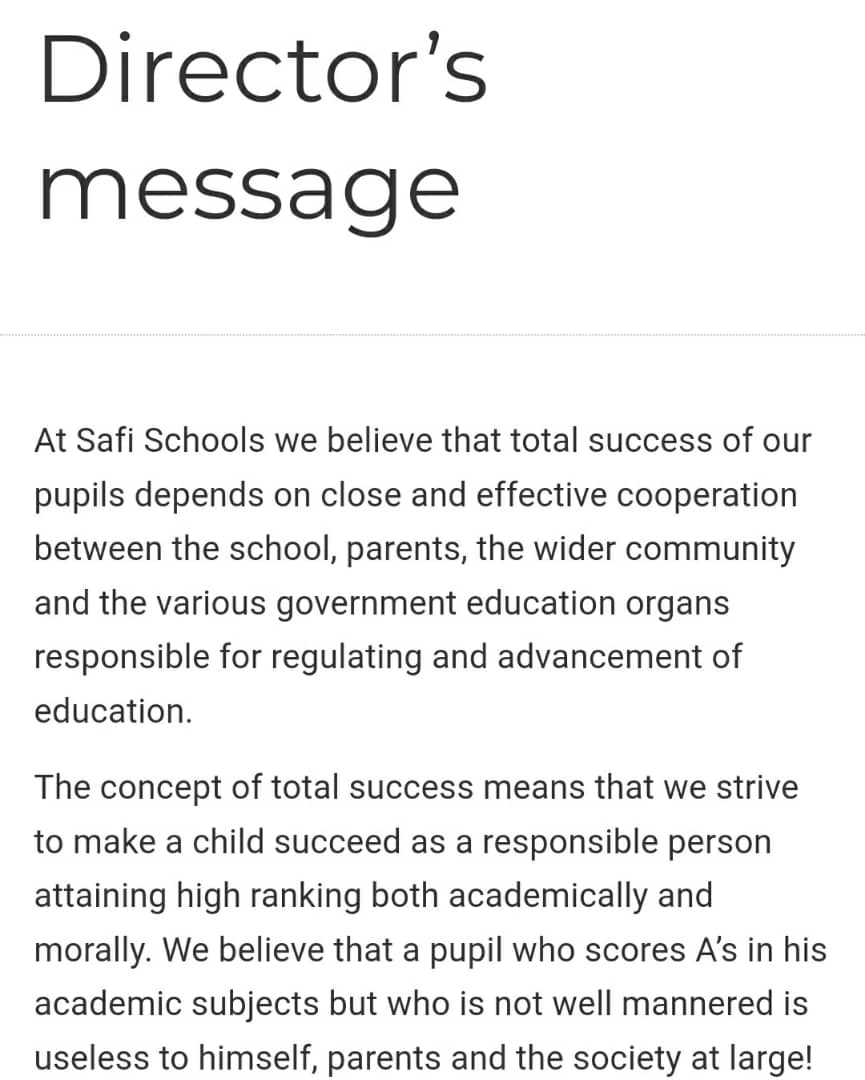 Director’s
message
At Safi Schools we believe that total success of our
pupils depends on close and effective cooperation
between the school, parents, the wider community
and the various government education organs
responsible for regulating and advancement of
education.
The concept of total success means that we strive
to make a child succeed as a responsible person
attaining high ranking both academically and
morally. We believe that a pupil who scores A’s in his
academic subjects but who is not well mannered is
useless to himself, parents and the society at large!